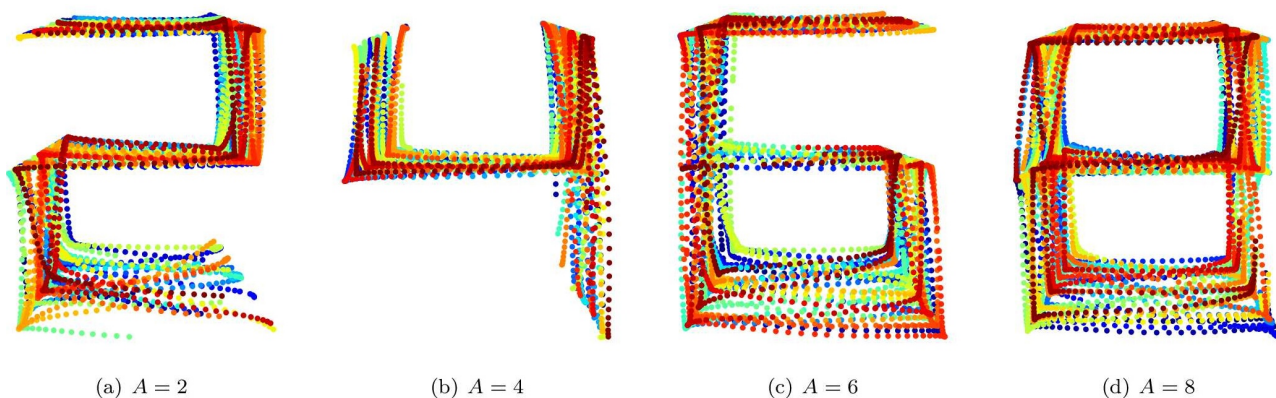 (a) A = 2
(b) A = 4
(c) A = 6
(d) A = 8